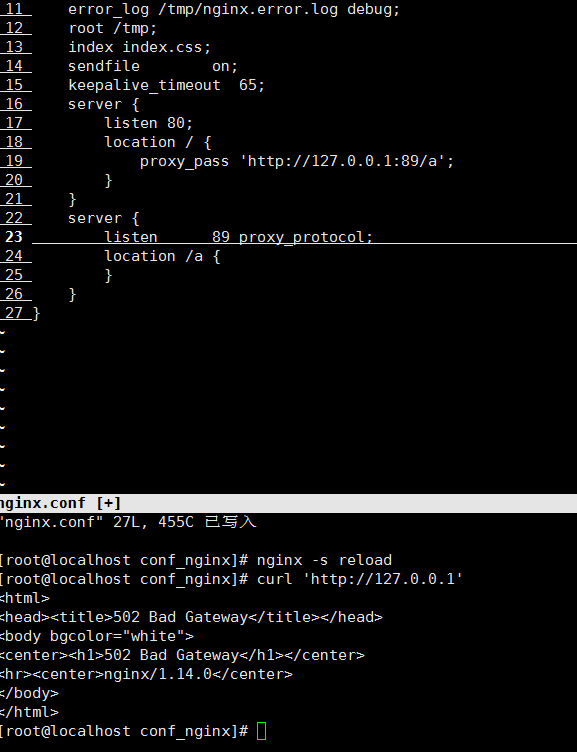 11     error_log /tmp/nginx.error.log debug;
12     root /tmp;
13     index index.css;
14     sendfile        on;
15     keepalive_timeout  65;
16     server {
17         listen 80;
18         location / {
19             proxy_pass 'http://127.0.0.1:89/a';
20         }
21     }
22     server {
23         listen      89 proxy_protocol;
24         location /a {
25         }
26     }
27 }
~
~
~
~
~
~
~
~
~
nginx.conf [+]
"nginx.conf" 27L, 455C 已写入
[root@localhost conf_nginx]# nginx -s reload
[root@localhost conf_nginx]# curl 'http://127.0.0.1'
<html>
<head><title>502 Bad Gateway</title></head>
<body bgcolor="white">
<center><h1>502 Bad Gateway</h1></center>
<hr><center>nginx/1.14.0</center>
</body>
</html>
[root@localhost conf_nginx]#